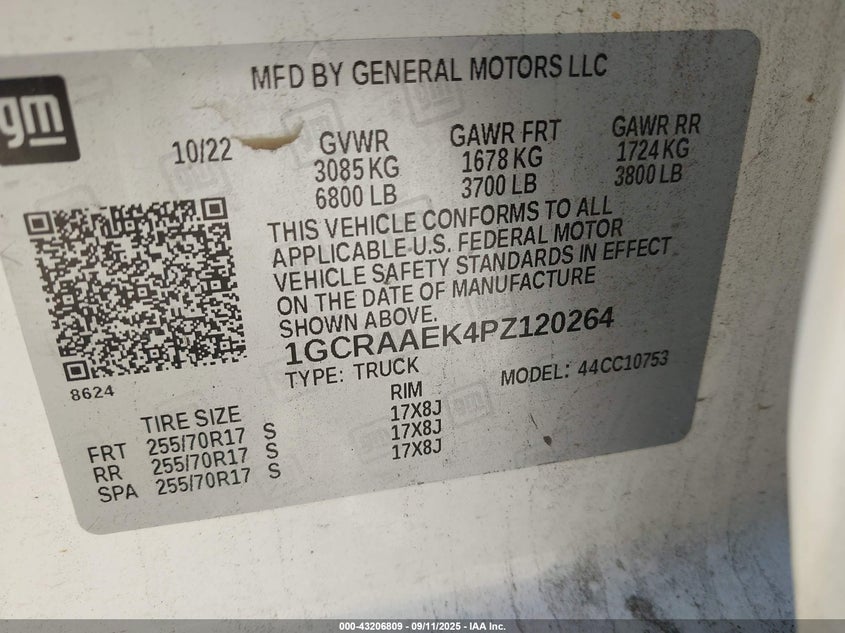 MFD BY GENERAL MOTORS LLC
gm
10/22
GVWR GAWR FRT GAWR RR
3085 KG 1678 KG 1724 KG
6800 LB 3700 LB 3800 LB
THIS VEHICLE CONFORMS TO ALL
APPLICABLE U.S. FEDERAL MOTOR
VEHICLE SAFETY STANDARDS IN EFFECT
ON THE DATE OF MANUFACTURE
SHOWN ABOVE.
1GCRAAEK4PZ120264
TYPE: TRUCK MODEL: 44CC10753
8624
TIRE SIZE RIM
FRT 255/70R17 S 17X8J
RR 255/70R17 S 17X8J
SPA 255/70R17 S 17X8J
000-43206809 - 09/11/2025 - IAA Inc.